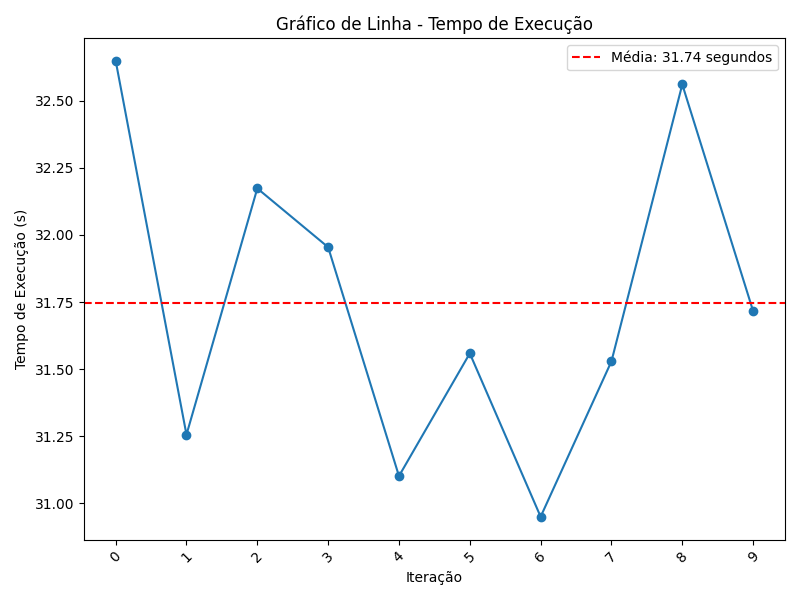 Gráfico de Linha - Tempo de Execução
Média: 31.74 segundos
32.50
32.25
32.00
31.75
31.50
31.25
31.00
Tempo de Execução (s)
0 1 2 3 4 5 6 7 8 9
Iteração